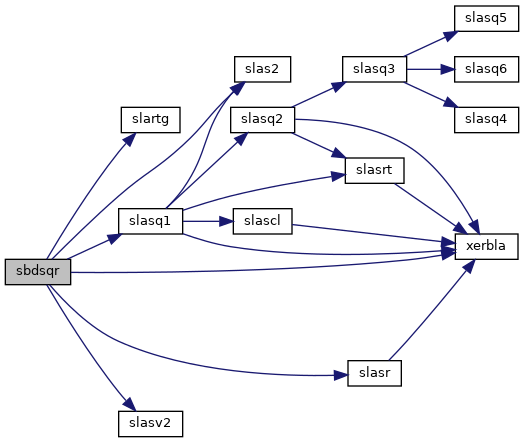 slasq5
slas2
slasq3
slasq6
slartg
slasq2
slasq4
slasrt
slasq1
slascl
xerbla
sbdsqr
slasr
slasv2